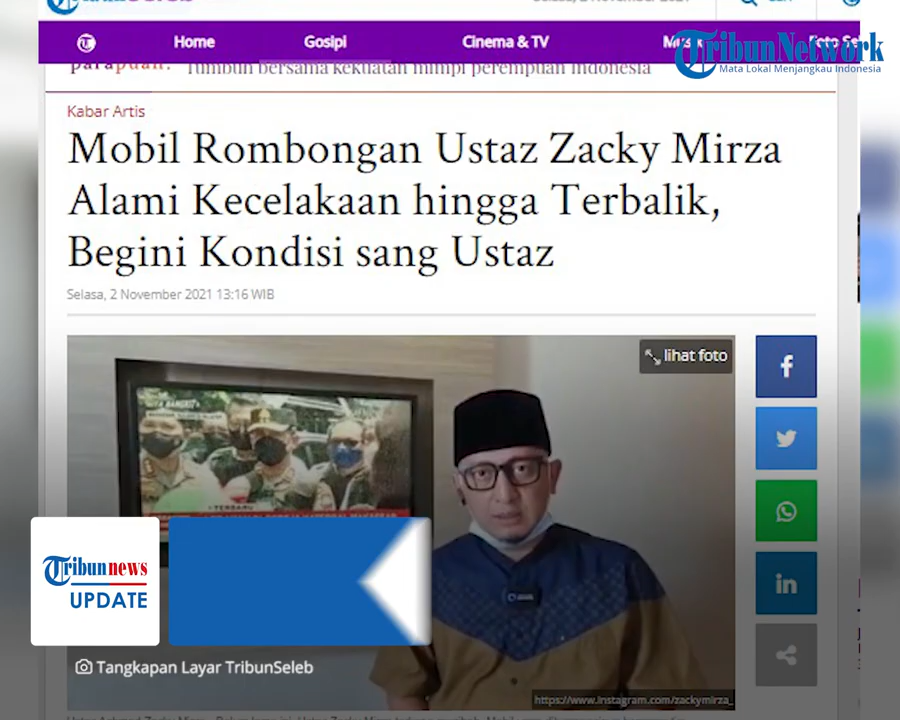 Home Gosipi Cinema & TV
TribunNetwork
Mata Lokal Menjangkau Indonesia
parapuan. Tumbuh bersama kekuatan mimpi perempuan Indonesia
Kabar Artis
Mobil Rombongan Ustaz Zacky Mirza
Alami Kecelakaan hingga Terbalik,
Begini Kondisi sang Ustaz
Selasa, 2 November 2021 13:16 WIB
lihat foto
TERBARU
Tribunnews
UPDATE
Tangkapan Layar TribunSeleb
https://www.instagram.com/zackymirza_